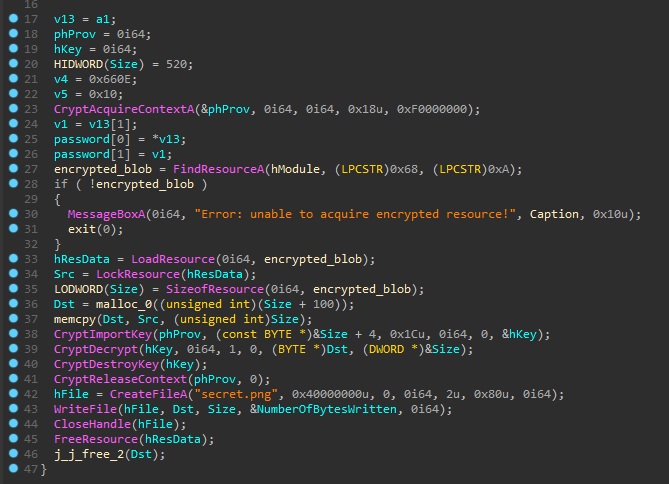 16
17 v13 = a1;
18 phProv = 0i64;
19 hKey = 0i64;
20 HIDWORD(Size) = 520;
21 v4 = 0x660E;
22 v5 = 0x10;
23 CryptAcquireContextA(&phProv, 0i64, 0i64, 0x18u, 0xF0000000);
24 v1 = v13[1];
25 password[0] = *v13;
26 password[1] = v1;
27 encrypted_blob = FindResourceA(hModule, (LPCSTR)0x68, (LPCSTR)0xA);
28 if ( !encrypted_blob )
29 {
30 MessageBoxA(0i64, "Error: unable to acquire encrypted resource!", Caption, 0x10u);
31 exit(0);
32 }
33 hResData = LoadResource(0i64, encrypted_blob);
34 Src = LockResource(hResData);
35 LODWORD(Size) = SizeofResource(0i64, encrypted_blob);
36 Dst = malloc_0((unsigned int)(Size + 100));
37 memcpy(Dst, Src, (unsigned int)Size);
38 CryptImportKey(phProv, (const BYTE *)&Size + 4, 0x1Cu, 0i64, 0, &hKey);
39 CryptDecrypt(hKey, 0i64, 1, 0, (BYTE *)Dst, (DWORD *)&Size);
40 CryptDestroyKey(hKey);
41 CryptReleaseContext(phProv, 0);
42 hFile = CreateFileA("secret.png", 0x40000000u, 0, 0i64, 2u, 0x80u, 0i64);
43 WriteFile(hFile, Dst, Size, &NumberOfBytesWritten, 0i64);
44 CloseHandle(hFile);
45 FreeResource(hResData);
46 j_j_free_2(Dst);
47 }